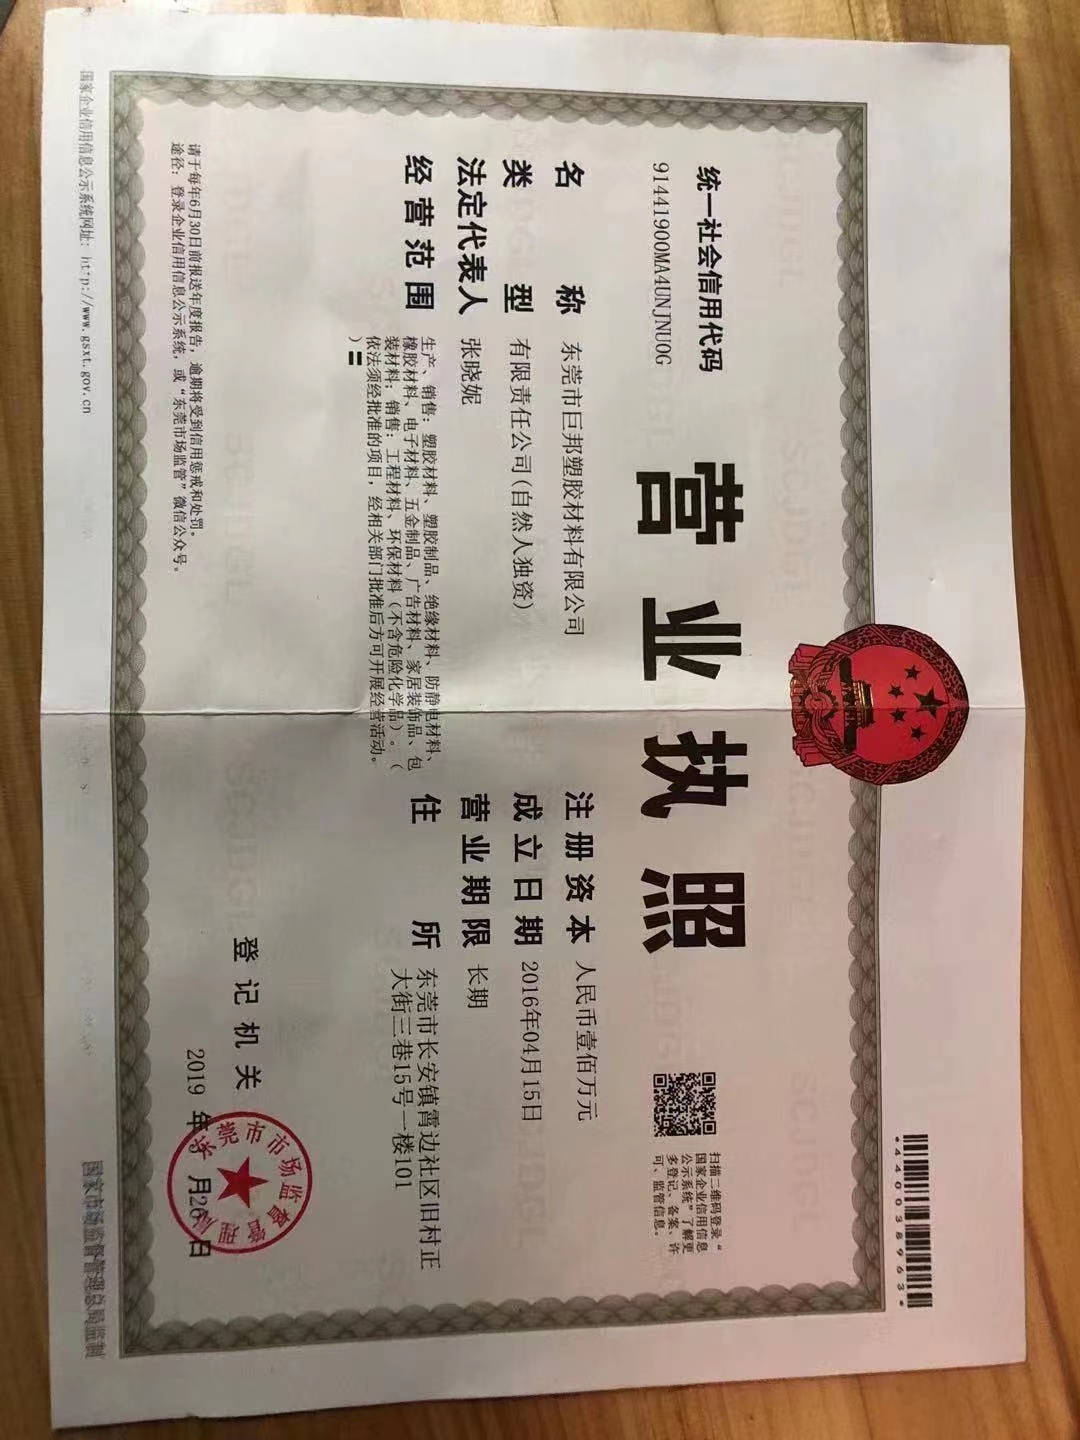 *440038963*
营业执照
统一社会信用代码
91441900MA4UNJNU0G
扫描二维码登录“
国家企业信用信息
公示系统”了解更
多登记、备案、许
可、监管信息。
名称 东莞市巨邦塑胶材料有限公司
类型 有限责任公司(自然人独资)
法定代表人 张晓妮
经营范围 生产、销售：塑胶材料、塑胶制品、绝缘材料、防静电材料、
橡胶材料、电子材料、五金制品、广告材料、家居装饰品、包
装材料；销售：工程材料、环保材料（不含危险化学品）。（
依法须经批准的项目，经相关部门批准后方可开展经营活动。
）
注册资本 人民币壹佰万元
成立日期 2016年04月15日
营业期限 长期
住所 东莞市长安镇霄边社区旧村正
大街三巷15号一楼101
登记机关
2019年 月26日
东莞市市场监督管理局
请于每年6月30日前报送年度报告，逾期将受到信用惩戒和处罚。
途径：登录企业信用信息公示系统，或“东莞市场监管”微信公众号。
国家企业信用信息公示系统网址：http://www.gsxt.gov.cn
国家市场监督管理总局监制